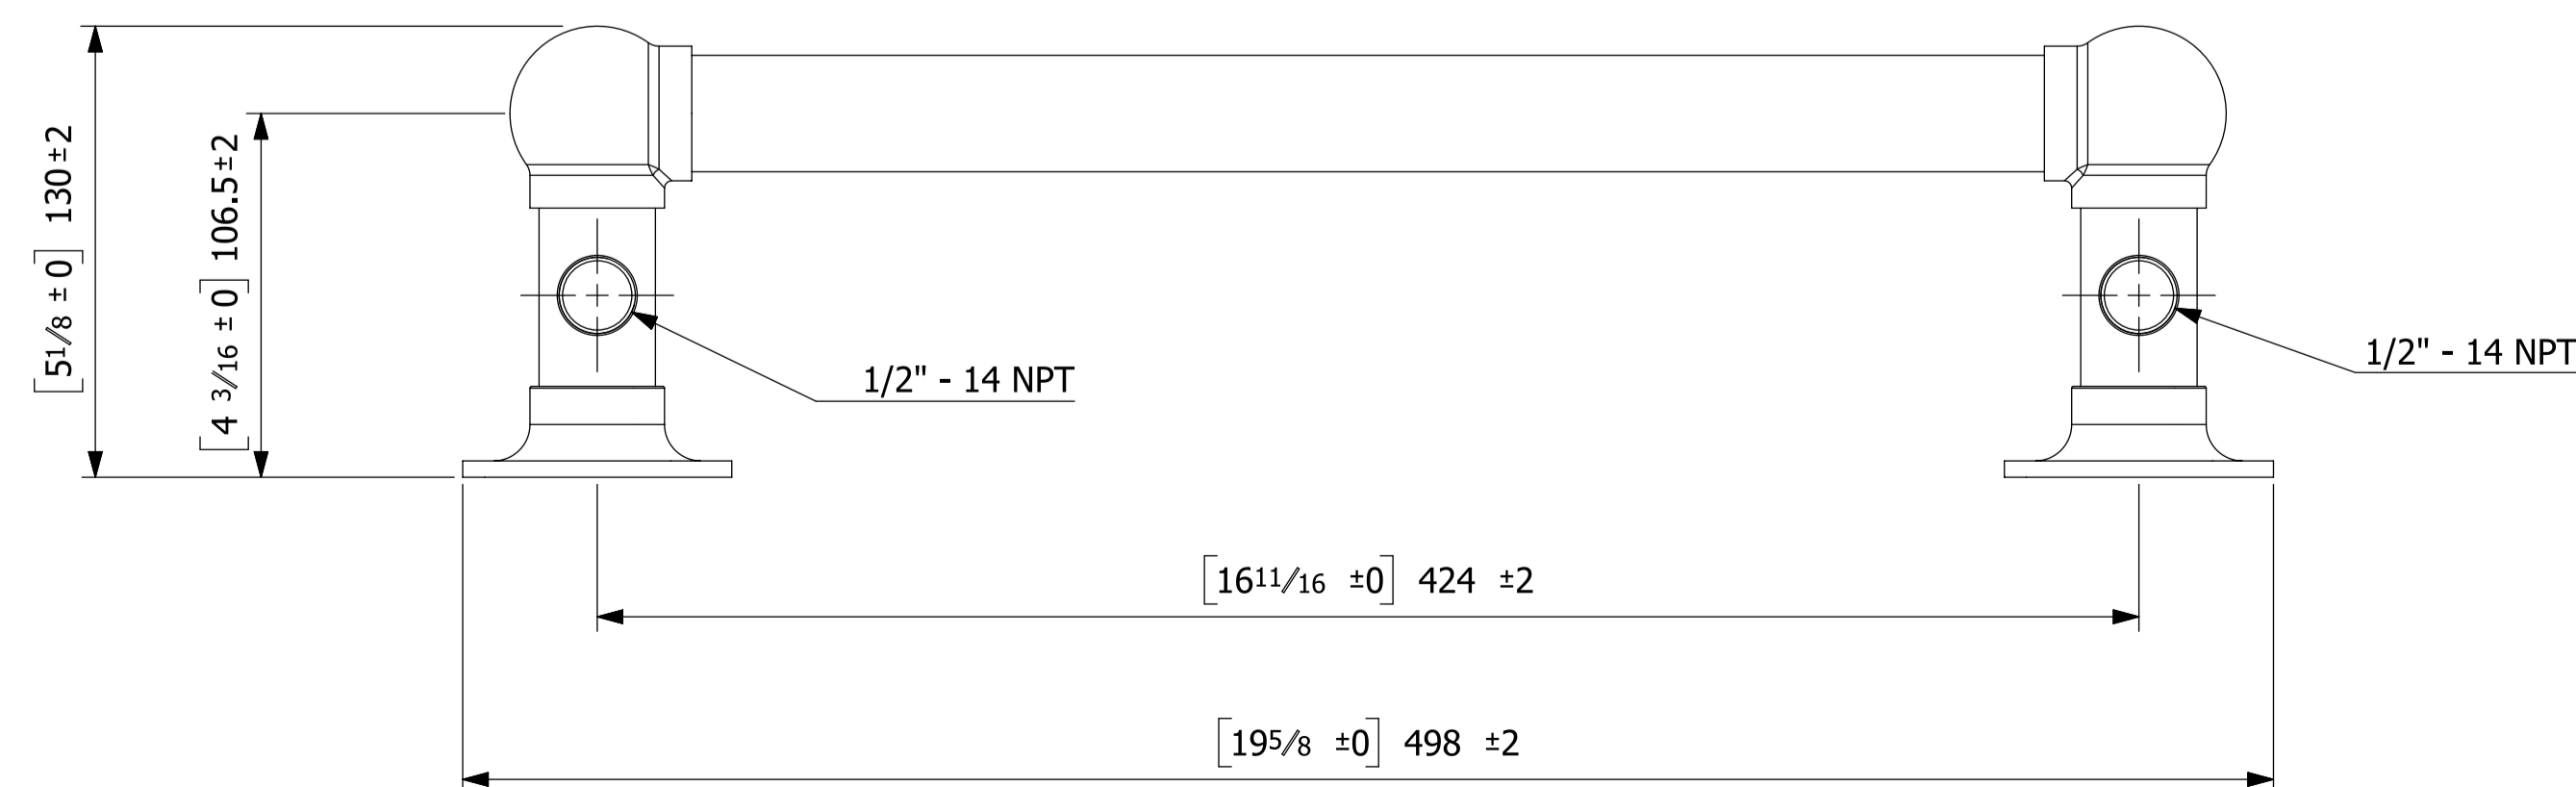 [5 1/8 ± 0] 130±2
[4 3/16 ± 0] 106.5±2
1/2" - 14 NPT
1/2" - 14 NPT
[16 11/16 ±0] 424 ±2
[19 5/8 ±0] 498 ±2